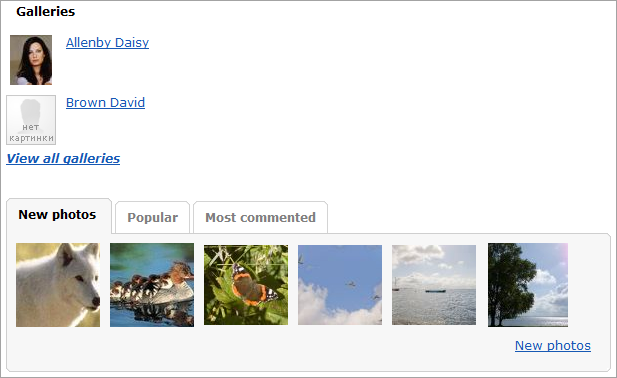 Galleries
Allenby Daisy
Brown David
нет
картинки
View all galleries
New photos
Popular
Most commented
New photos